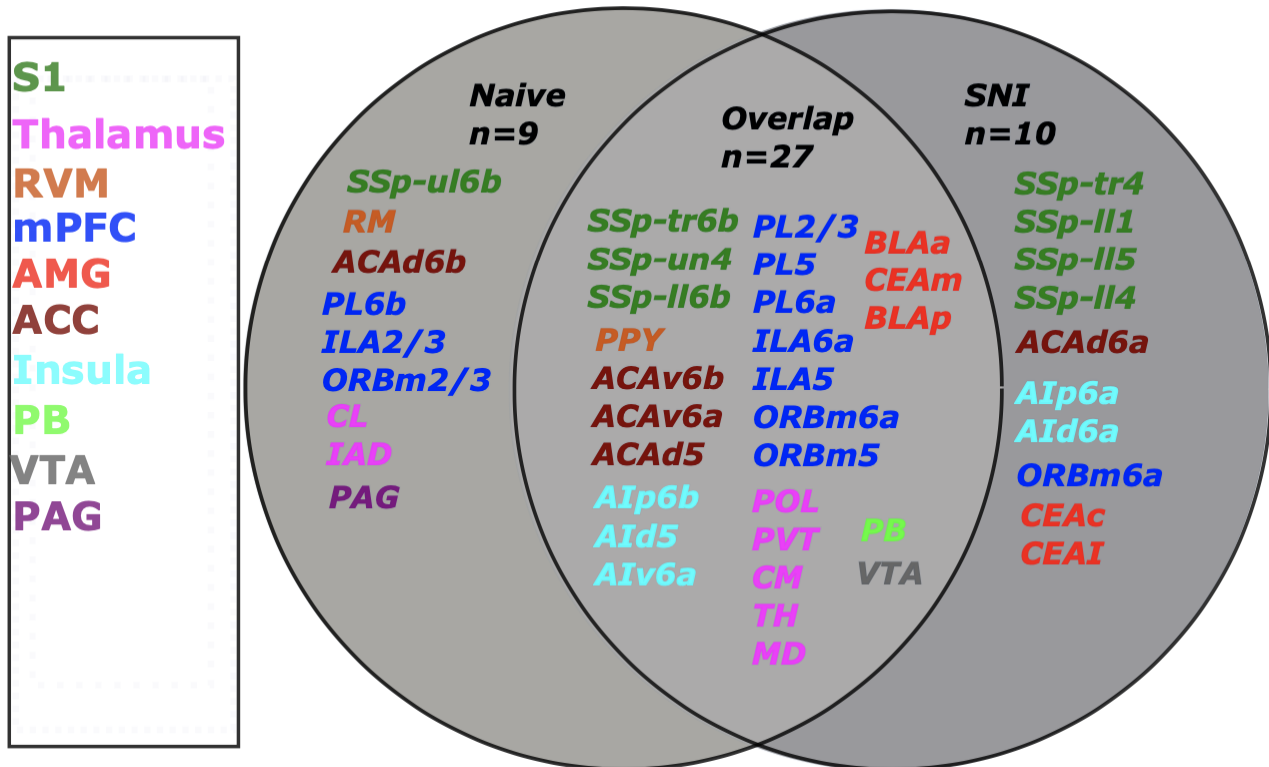 S1
Thalamus
RVM
mPFC
AMG
ACC
Insula
PB
VTA
PAG
Naive
n=9
SSp-ul6b
RM
ACAd6b
PL6b
ILA2/3
ORBm2/3
CL
IAD
PAG
Overlap
n=27
SSp-tr6b
SSp-un4
SSp-ll6b
PPY
ACAv6b
ACAv6a
ACAd5
AIp6b
AId5
AIv6a
PL2/3
PL5
PL6a
ILA6a
ILA5
ORBm6a
ORBm5
POL
PVT
CM
TH
MD
BLAa
CEAm
BLAp
PB
VTA
SNI
n=10
SSp-tr4
SSp-ll1
SSp-ll5
SSp-ll4
ACAd6a
AIp6a
AId6a
ORBm6a
CEAc
CEAI